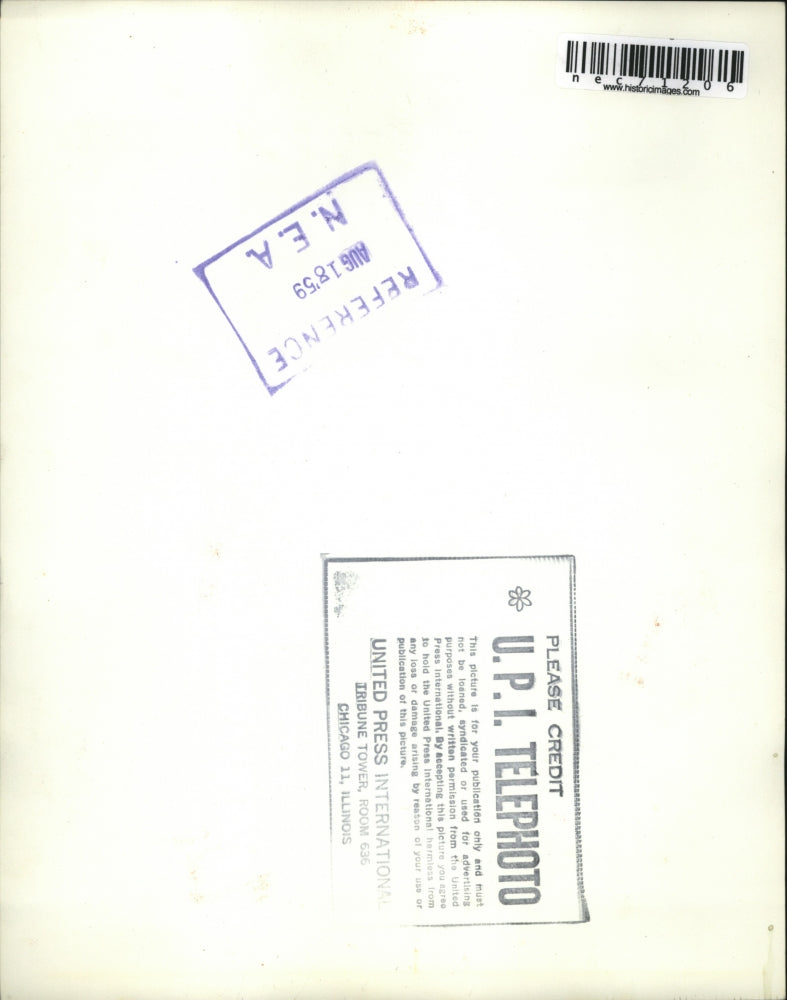 nec71206
www.historicimages.com
REFERENCE
AUG 18 '59
N. E. A.
PLEASE CREDIT
U. P. I. TELEPHOTO
This picture is for your publication only and must
not be loaned, syndicated or used for advertising
purposes without written permission from the United
Press International. By accepting this picture you agree
to hold the United Press International harmless from
any loss or damage arising by reason of your use or
publication of this picture.
UNITED PRESS INTERNATIONAL
TRIBUNE TOWER, ROOM 636
CHICAGO 11, ILLINOIS